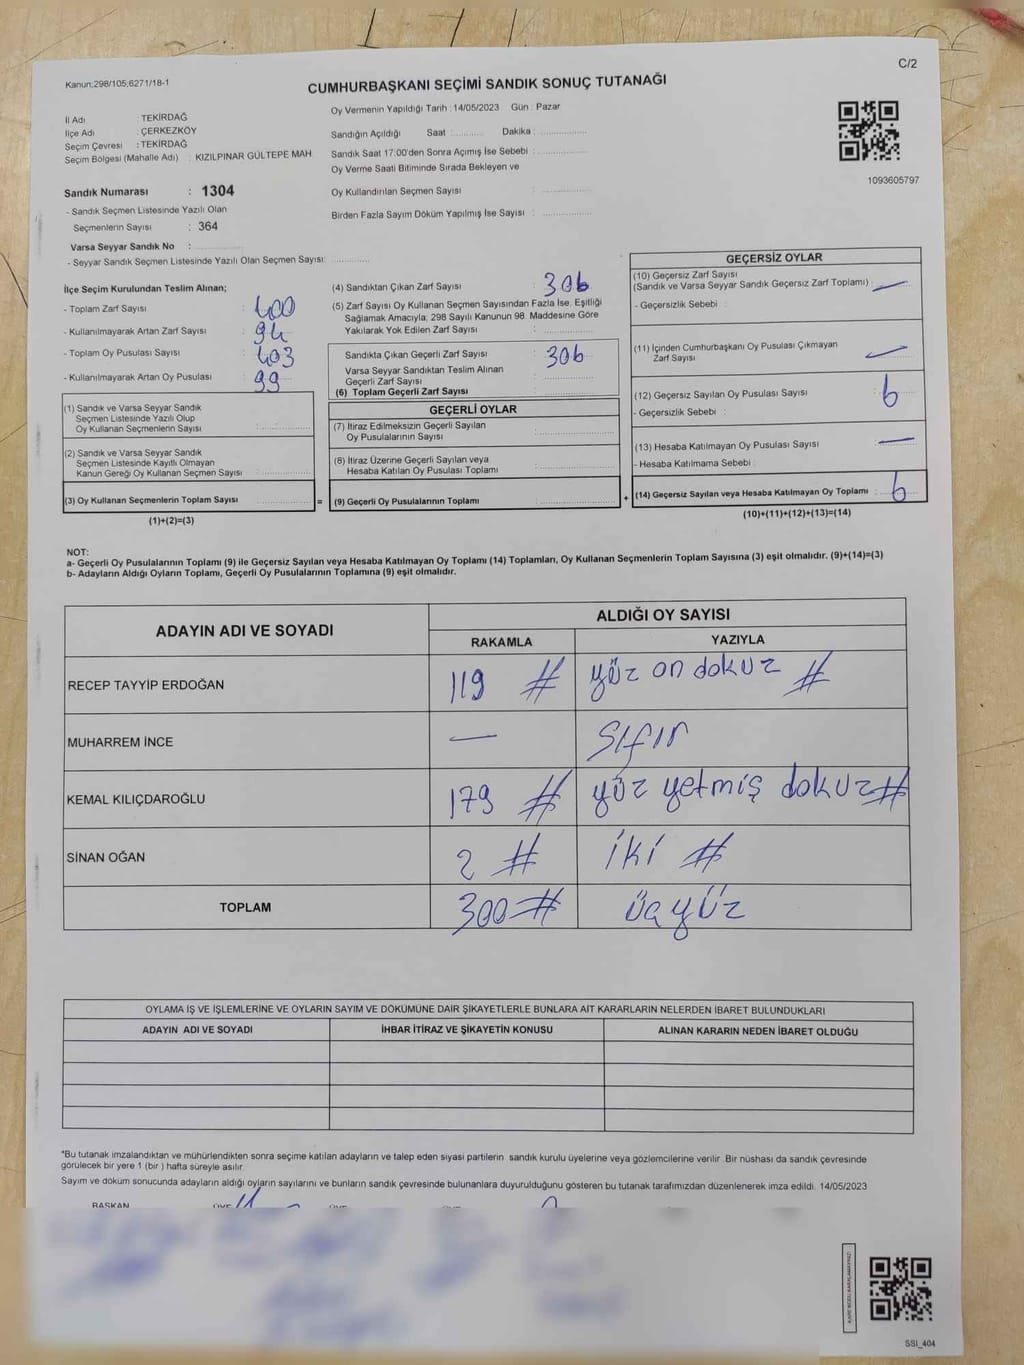 Kanun:298/105,6271/18-1
C/2
CUMHURBAŞKANI SEÇİMİ SANDIK SONUÇ TUTANAĞI
İl Adı : TEKİRDAĞ
İlçe Adı : ÇERKEZKÖY
Seçim Çevresi : TEKİRDAĞ
Seçim Bölgesi (Mahalle Adı) : KIZILPINAR GÜLTEPE MAH.
Sandık Numarası : 1304
- Sandık Seçmen Listesinde Yazılı Olan
Seçmenlerin Sayısı : 364
Varsa Seyyar Sandık No :
- Seyyar Sandık Seçmen Listesinde Yazılı Olan Seçmen Sayısı:
Oy Vermenin Yapıldığı Tarih : 14/05/2023 Gün : Pazar
Sandığın Açıldığı Saat : Dakika :
Sandık Saat 17:00'den Sonra Açımış İse Sebebi :
Oy Verme Saati Bitiminde Sırada Bekleyen ve
Oy Kullandırılan Seçmen Sayısı :
Birden Fazla Sayım Döküm Yapılmış İse Sayısı :
1093605797
İlçe Seçim Kurulundan Teslim Alınan;
- Toplam Zarf Sayısı : 400
- Kullanılmayarak Artan Zarf Sayısı : 94
- Toplam Oy Pusulası Sayısı : 403
- Kullanılmayarak Artan Oy Pusulası : 99
(1) Sandık ve Varsa Seyyar Sandık
Seçmen Listesinde Yazılı Olup
Oy Kullanan Seçmenlerin Sayısı :
(2) Sandık ve Varsa Seyyar Sandık
Seçmen Listesinde Kayıtlı Olmayan
Kanun Gereği Oy Kullanan Seçmen Sayısı :
(3) Oy Kullanan Seçmenlerin Toplam Sayısı : =
(1)+(2)=(3)
(4) Sandıktan Çıkan Zarf Sayısı : 306
(5) Zarf Sayısı Oy Kullanan Seçmen Sayısından Fazla İse, Eşitliği
Sağlamak Amacıyla; 298 Sayılı Kanunun 98. Maddesine Göre
Yakılarak Yok Edilen Zarf Sayısı :
Sandıkta Çıkan Geçerli Zarf Sayısı : 306
Varsa Seyyar Sandıktan Teslim Alınan
Geçerli Zarf Sayısı :
(6) Toplam Geçerli Zarf Sayısı :
GEÇERLİ OYLAR
(7) İtiraz Edilmeksizin Geçerli Sayılan
Oy Pusulalarının Sayısı :
(8) İtiraz Üzerine Geçerli Sayılan veya
Hesaba Katılan Oy Pusulası Toplamı :
(9) Geçerli Oy Pusulalarının Toplamı : +
GEÇERSİZ OYLAR
(10) Geçersiz Zarf Sayısı
(Sandık ve Varsa Seyyar Sandık Geçersiz Zarf Toplamı) : —
- Geçersizlik Sebebi :
(11) İçinden Cumhurbaşkanı Oy Pusulası Çıkmayan
Zarf Sayısı : —
(12) Geçersiz Sayılan Oy Pusulası Sayısı : 6
- Geçersizlik Sebebi :
(13) Hesaba Katılmayan Oy Pusulası Sayısı : —
- Hesaba Katılmama Sebebi :
(14) Geçersiz Sayılan veya Hesaba Katılmayan Oy Toplamı : 6
(10)+(11)+(12)+(13)=(14)
NOT:
a- Geçerli Oy Pusulalarının Toplamı (9) ile Geçersiz Sayılan veya Hesaba Katılmayan Oy Toplamı (14) Toplamları, Oy Kullanan Seçmenlerin Toplam Sayısına (3) eşit olmalıdır. (9)+(14)=(3)
b- Adayların Aldığı Oyların Toplamı, Geçerli Oy Pusulalarının Toplamına (9) eşit olmalıdır.
ADAYIN ADI VE SOYADI ALDIĞI OY SAYISI
RAKAMLA YAZIYLA
RECEP TAYYİP ERDOĞAN 119 # yüz on dokuz #
MUHARREM İNCE — sıfır
KEMAL KILIÇDAROĞLU 179 # yüz yetmiş dokuz #
SİNAN OĞAN 2 # iki #
TOPLAM 300 # üçyüz
OYLAMA İŞ VE İŞLEMLERİNE VE OYLARIN SAYIM VE DÖKÜMÜNE DAİR ŞİKAYETLERLE BUNLARA AİT KARARLARIN NELERDEN İBARET BULUNDUKLARI
ADAYIN ADI VE SOYADI İHBAR İTİRAZ VE ŞİKAYETİN KONUSU ALINAN KARARIN NEDEN İBARET OLDUĞU
*Bu tutanak imzalandıktan ve mühürlendikten sonra seçime katılan adayların ve talep eden siyasi partilerin sandık kurulu üyelerine veya gözlemcilerine verilir. Bir nüshası da sandık çevresinde
görülecek bir yere 1 (bir ) hafta süreyle asılır.
Sayım ve döküm sonucunda adayların aldığı oyların sayılarını ve bunların sandık çevresinde bulunanlara duyurulduğunu gösteren bu tutanak tarafımızdan düzenlenerek imza edildi. 14/05/2023
BAŞKAN ÜYE ÜYE ÜYE
SSI_404